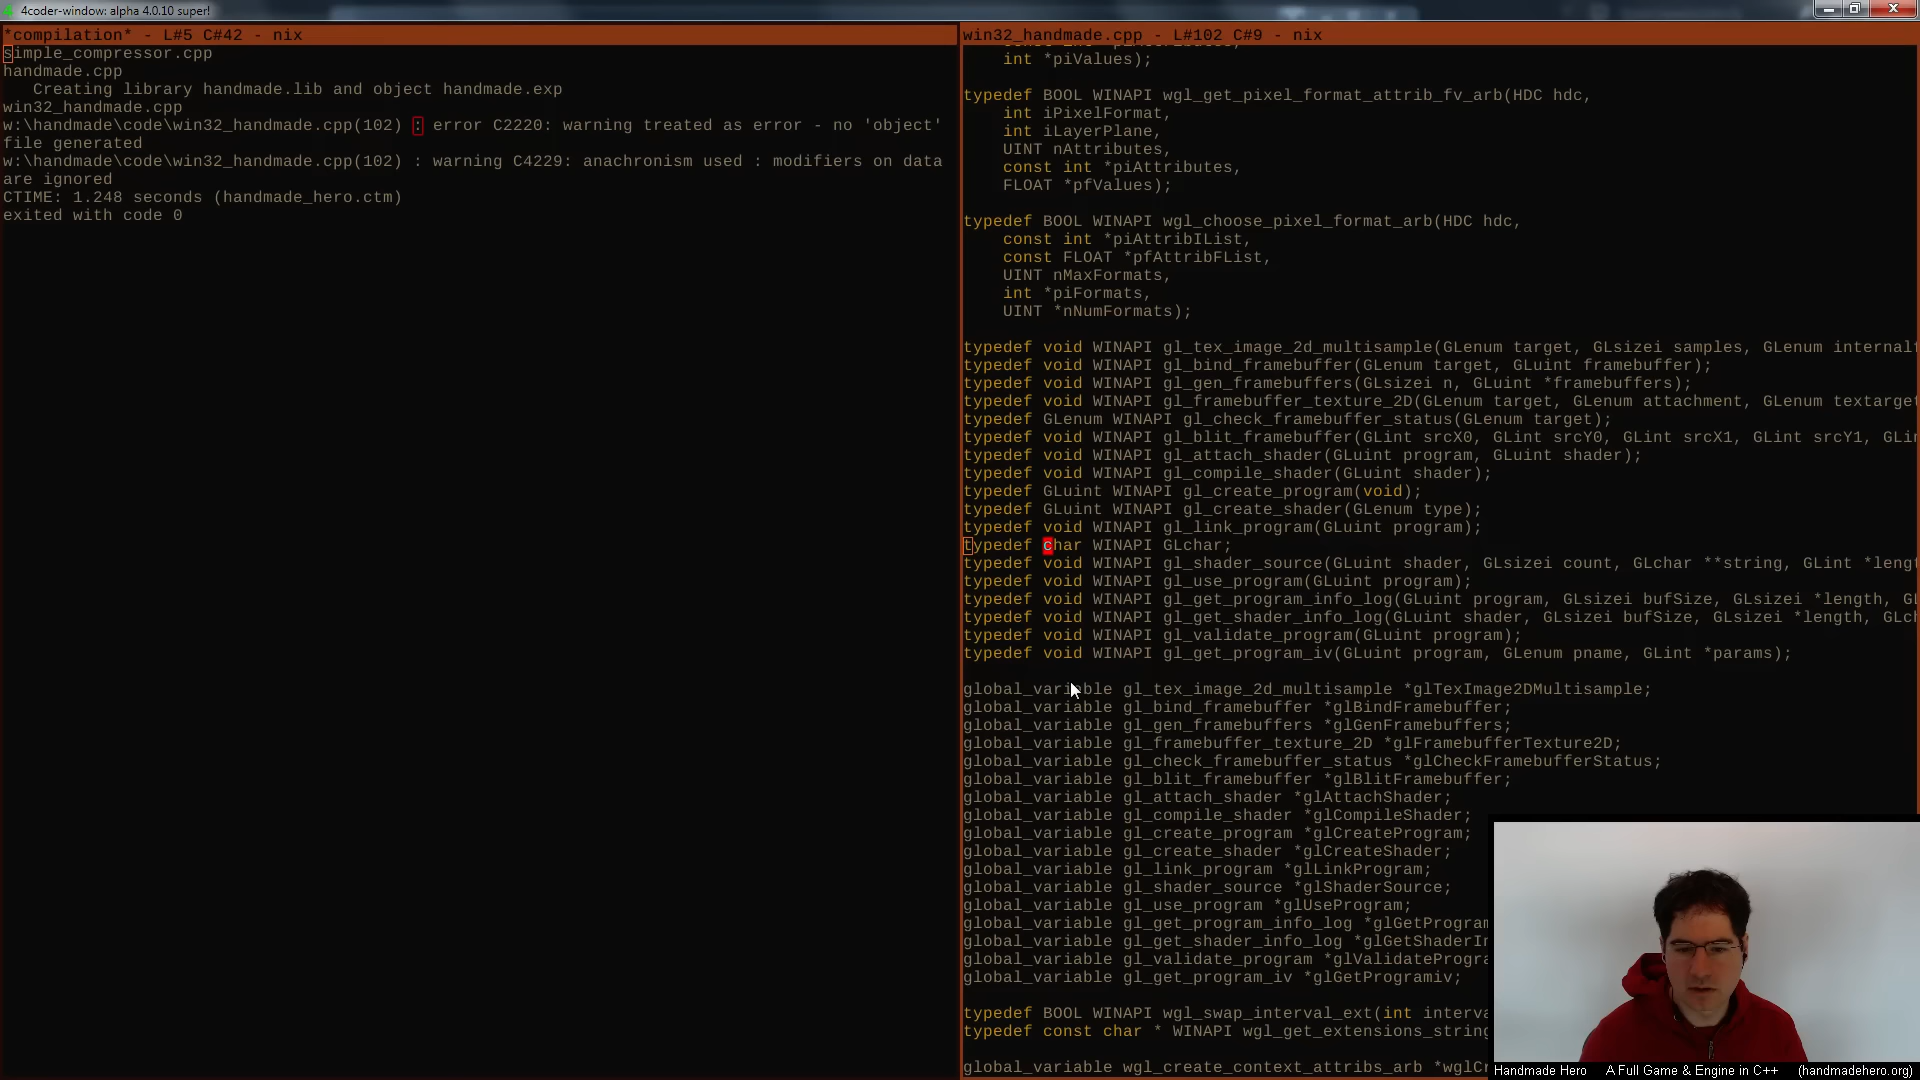 4coder-window: alpha 4.0.10 super!
*compilation* - L#5 C#42 - nix
simple_compressor.cpp
handmade.cpp
Creating library handmade.lib and object handmade.exp
win32_handmade.cpp
w:\handmade\code\win32_handmade.cpp(102) : error C2220: warning treated as error - no 'object'
file generated
w:\handmade\code\win32_handmade.cpp(102) : warning C4229: anachronism used : modifiers on data
are ignored
CTIME: 1.248 seconds (handmade_hero.ctm)
exited with code 0
win32_handmade.cpp - L#102 C#9 - nix
int *piValues);
typedef BOOL WINAPI wgl_get_pixel_format_attrib_fv_arb(HDC hdc,
int iPixelFormat,
int iLayerPlane,
UINT nAttributes,
const int *piAttributes,
FLOAT *pfValues);
typedef BOOL WINAPI wgl_choose_pixel_format_arb(HDC hdc,
const int *piAttribIList,
const FLOAT *pfAttribFList,
UINT nMaxFormats,
int *piFormats,
UINT *nNumFormats);
typedef void WINAPI gl_tex_image_2d_multisample(GLenum target, GLsizei samples, GLenum internalf
typedef void WINAPI gl_bind_framebuffer(GLenum target, GLuint framebuffer);
typedef void WINAPI gl_gen_framebuffers(GLsizei n, GLuint *framebuffers);
typedef void WINAPI gl_framebuffer_texture_2D(GLenum target, GLenum attachment, GLenum textarget
typedef GLenum WINAPI gl_check_framebuffer_status(GLenum target);
typedef void WINAPI gl_blit_framebuffer(GLint srcX0, GLint srcY0, GLint srcX1, GLint srcY1, GLin
typedef void WINAPI gl_attach_shader(GLuint program, GLuint shader);
typedef void WINAPI gl_compile_shader(GLuint shader);
typedef GLuint WINAPI gl_create_program(void);
typedef GLuint WINAPI gl_create_shader(GLenum type);
typedef void WINAPI gl_link_program(GLuint program);
typedef char WINAPI GLchar;
typedef void WINAPI gl_shader_source(GLuint shader, GLsizei count, GLchar **string, GLint *lengt
typedef void WINAPI gl_use_program(GLuint program);
typedef void WINAPI gl_get_program_info_log(GLuint program, GLsizei bufSize, GLsizei *length, GL
typedef void WINAPI gl_get_shader_info_log(GLuint shader, GLsizei bufSize, GLsizei *length, GLch
typedef void WINAPI gl_validate_program(GLuint program);
typedef void WINAPI gl_get_program_iv(GLuint program, GLenum pname, GLint *params);
global_variable gl_tex_image_2d_multisample *glTexImage2DMultisample;
global_variable gl_bind_framebuffer *glBindFramebuffer;
global_variable gl_gen_framebuffers *glGenFramebuffers;
global_variable gl_framebuffer_texture_2D *glFramebufferTexture2D;
global_variable gl_check_framebuffer_status *glCheckFramebufferStatus;
global_variable gl_blit_framebuffer *glBlitFramebuffer;
global_variable gl_attach_shader *glAttachShader;
global_variable gl_compile_shader *glCompileShader;
global_variable gl_create_program *glCreateProgram;
global_variable gl_create_shader *glCreateShader;
global_variable gl_link_program *glLinkProgram;
global_variable gl_shader_source *glShaderSource;
global_variable gl_use_program *glUseProgram;
global_variable gl_get_program_info_log *glGetProgram
global_variable gl_get_shader_info_log *glGetShaderIn
global_variable gl_validate_program *glValidateProgra
global_variable gl_get_program_iv *glGetProgramiv;
typedef BOOL WINAPI wgl_swap_interval_ext(int interva
typedef const char * WINAPI wgl_get_extensions_string
global_variable wgl_create_context_attribs_arb *wglCr
Handmade Hero A Full Game & Engine in C++ (handmadehero.org)